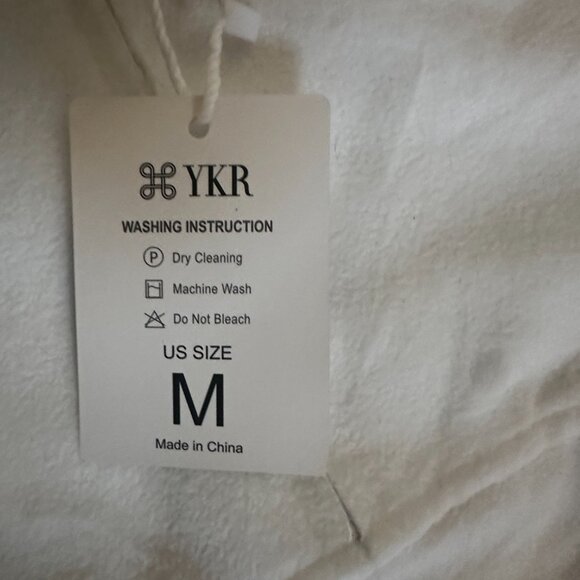 YKR
WASHING INSTRUCTION
P Dry Cleaning
Machine Wash
Do Not Bleach
US SIZE
M
Made in China